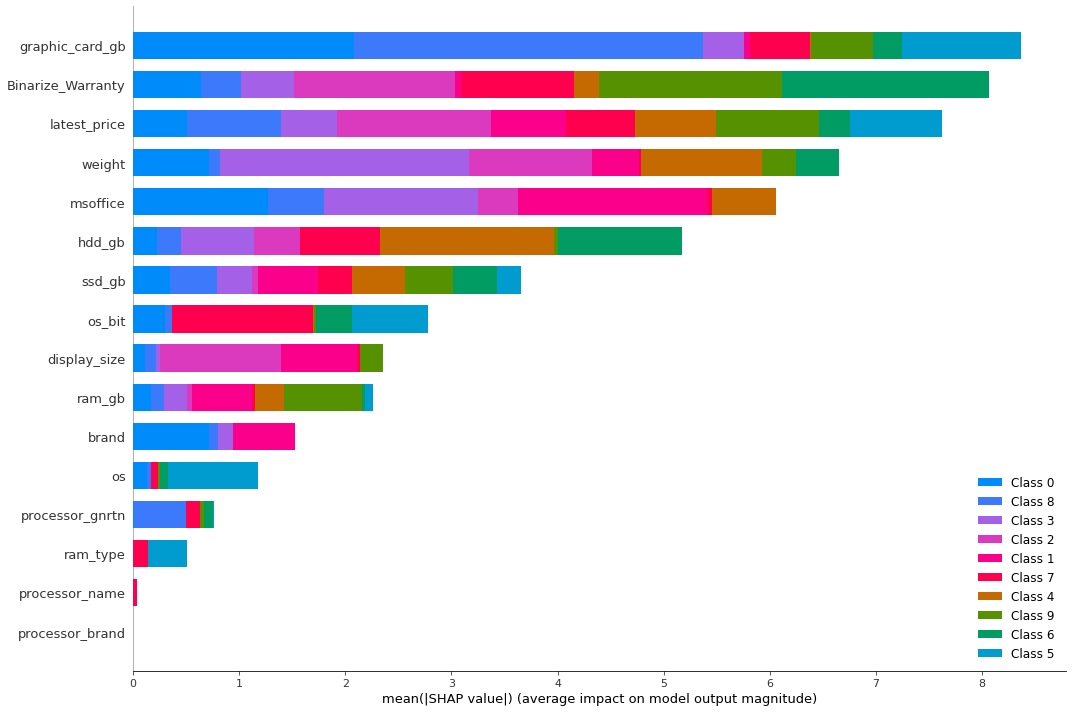 graphic_card_gb
Binarize_Warranty
latest_price
weight
msoffice
hdd_gb
ssd_gb
os_bit
display_size
ram_gb
brand
os
processor_gnrtn
ram_type
processor_name
processor_brand
Class 0
Class 8
Class 3
Class 2
Class 1
Class 7
Class 4
Class 9
Class 6
Class 5
0 1 2 3 4 5 6 7 8
mean(|SHAP value|) (average impact on model output magnitude)